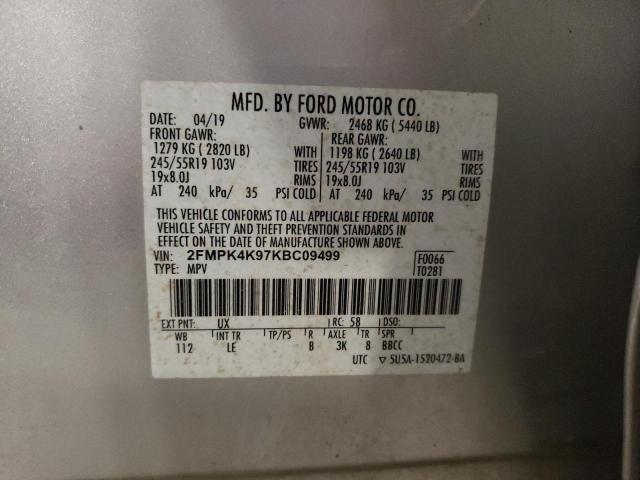 MFD. BY FORD MOTOR CO.
DATE: 04/19 GVWR: 2468 KG ( 5440 LB)
FRONT GAWR: REAR GAWR:
1279 KG ( 2820 LB) WITH 1198 KG ( 2640 LB) WITH
245/55R19 103V TIRES 245/55R19 103V TIRES
19x8.0J RIMS 19x8.0J RIMS
AT 240 kPa/ 35 PSI COLD AT 240 kPa/ 35 PSI COLD
THIS VEHICLE CONFORMS TO ALL APPLICABLE FEDERAL MOTOR
VEHICLE SAFETY AND THEFT PREVENTION STANDARDS IN
EFFECT ON THE DATE OF MANUFACTURE SHOWN ABOVE.
VIN: 2FMPK4K97KBC09499 F0066
TYPE: MPV T0281
EXT PNT: UX RC: 58 DSO:
WB INT TR TP/PS R AXLE TR SPR
112 LE B 3K 8 BBCC
UTC ▽ 5U5A-1520472-BA